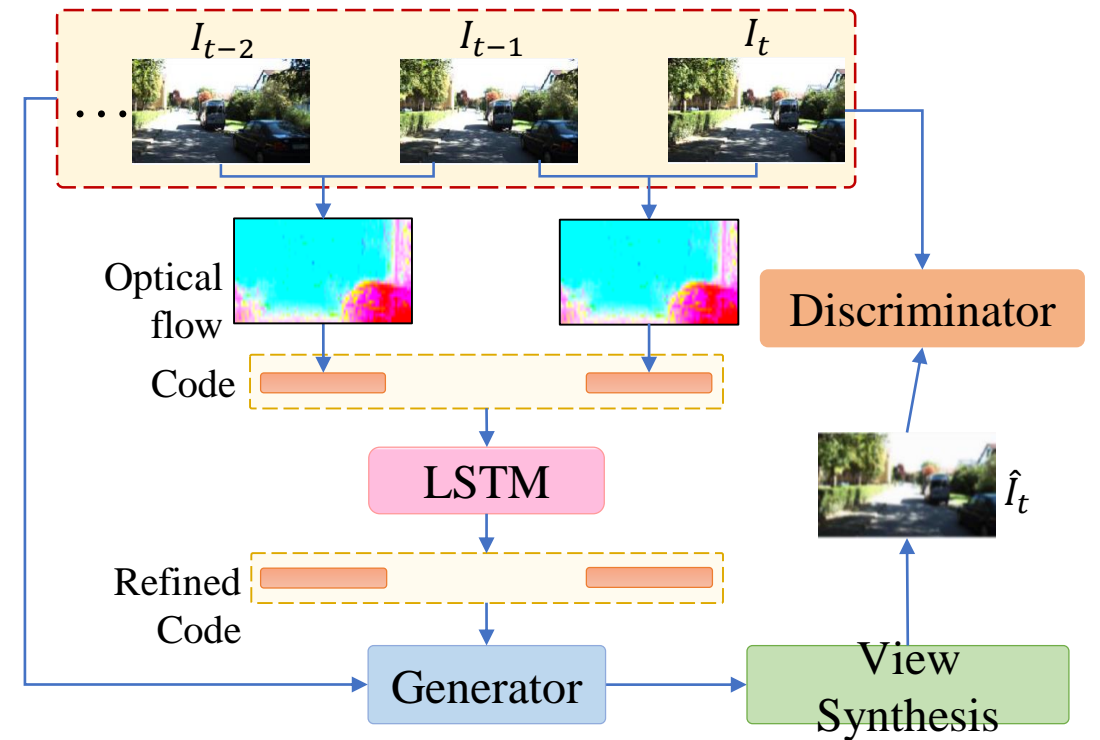 I_{t-2}
I_{t-1}
I_t
...
Optical
flow
Discriminator
Code
LSTM
Î_t
Refined
Code
Generator
View
Synthesis